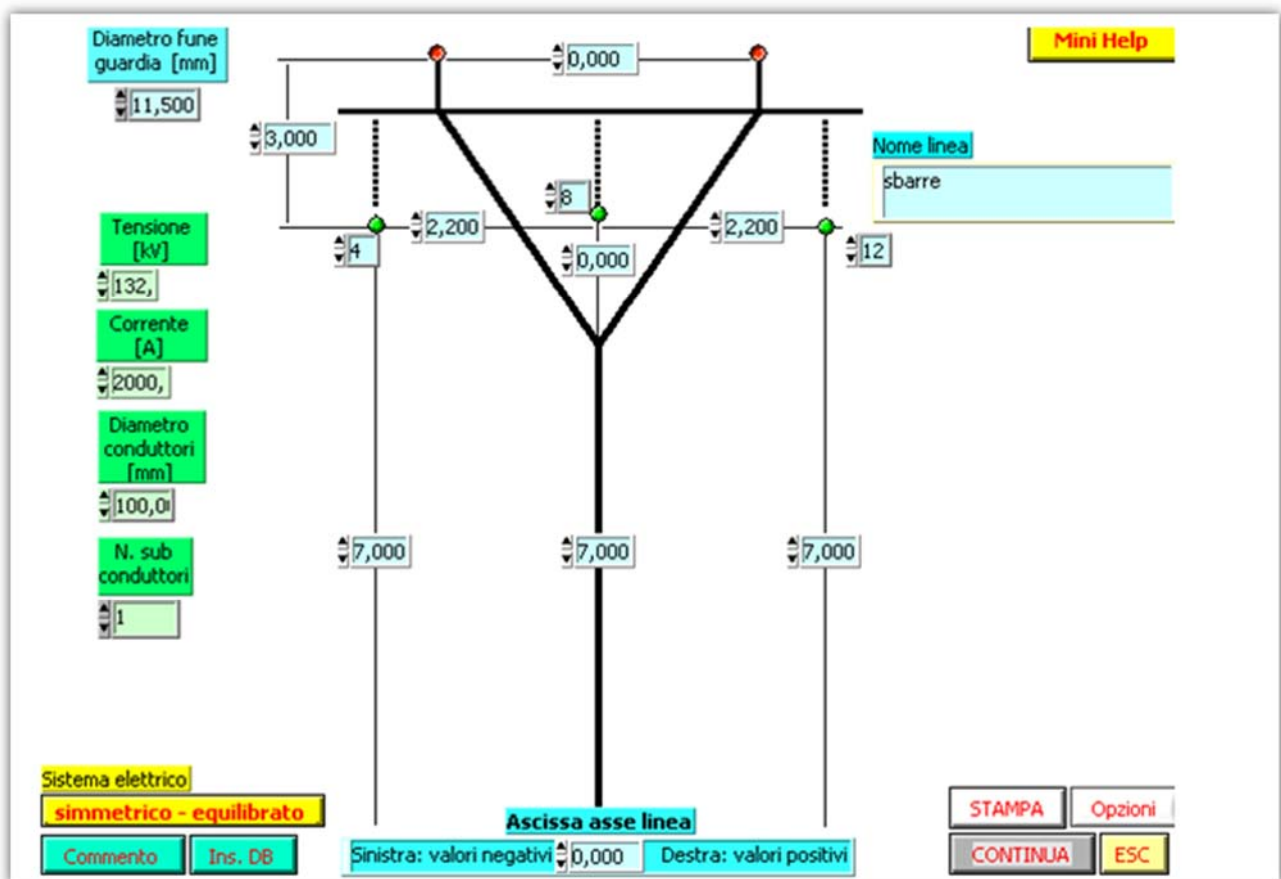 Diametro fune
guardia [mm]
11,500
0,000
Mini Help
3,000
Nome linea
sbarre
8
4
2,200
2,200
12
0,000
Tensione
[kV]
132,
Corrente
[A]
2000,
Diametro
conduttori
[mm]
100,0
N. sub
conduttori
1
7,000
7,000
7,000
Sistema elettrico
simmetrico - equilibrato
Commento
Ins. DB
Ascissa asse linea
Sinistra: valori negativi
0,000
Destra: valori positivi
STAMPA
Opzioni
CONTINUA
ESC